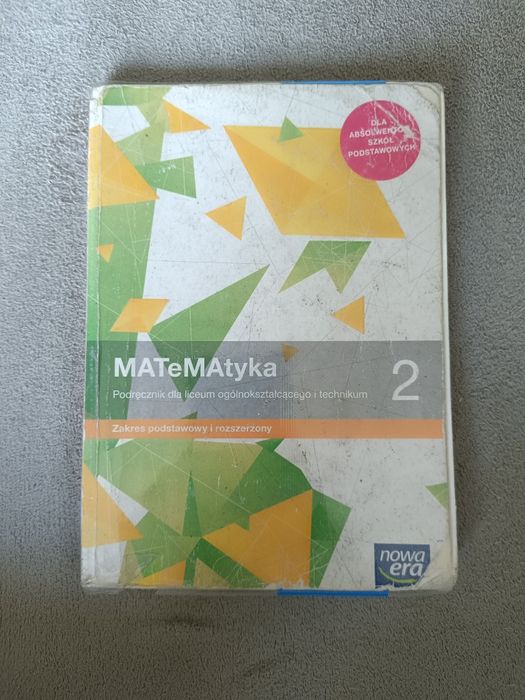 DLA
ABSOLWENTÓW
SZKÓŁ
PODSTAWOWYCH
MATeMAtyka 2
Podręcznik dla liceum ogólnokształcącego i technikum
Zakres podstawowy i rozszerzony
nowa
era